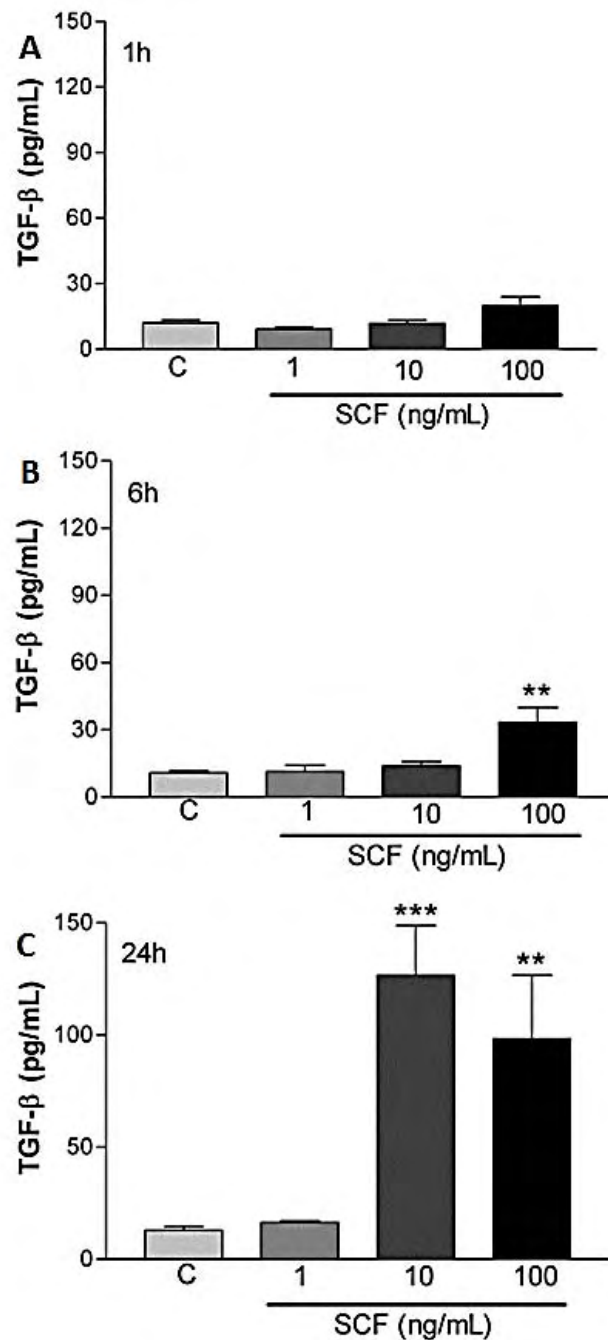 A
1h
TGF-β (pg/mL)
150
120
90
60
30
0
C 1 10 100
SCF (ng/mL)
B
6h
TGF-β (pg/mL)
150
120
90
60
30
0
**
C 1 10 100
SCF (ng/mL)
C
24h
TGF-β (pg/mL)
150
100
50
0
***
**
C 1 10 100
SCF (ng/mL)